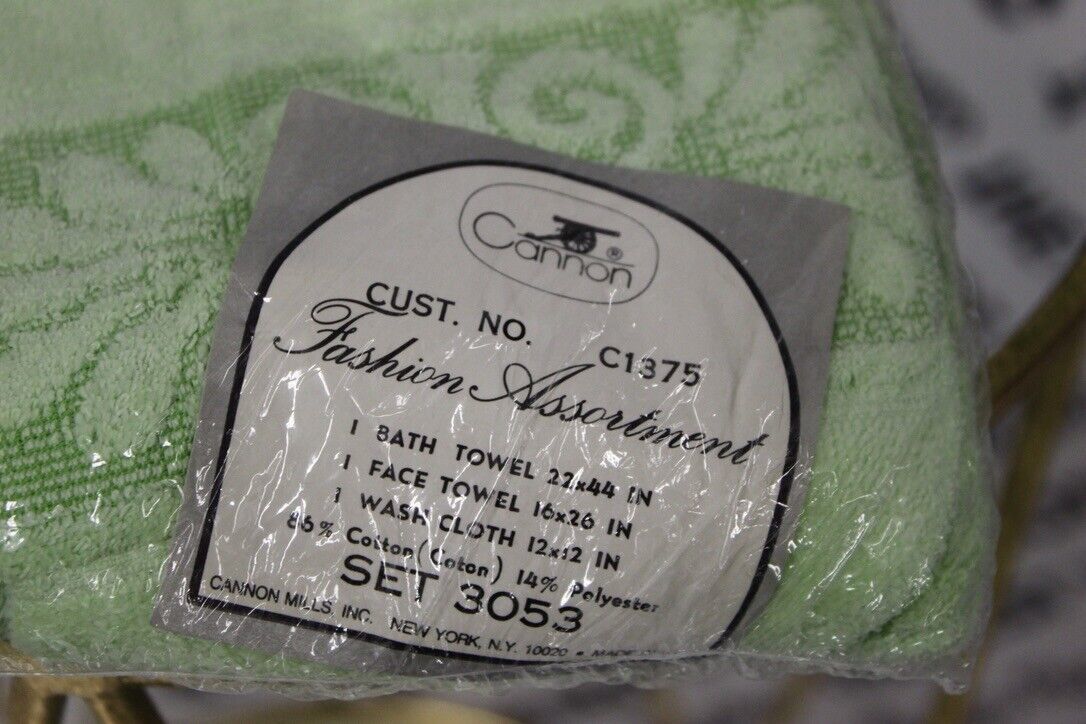 Cannon®
CUST. NO. C1375
Fashion Assortment
1 BATH TOWEL 22x44 IN
1 FACE TOWEL 16x26 IN
1 WASH CLOTH 12x12 IN
86% Cotton (Coton) 14% Polyester
SET 3053
CANNON MILLS, INC. NEW YORK, N.Y. 10020 • MADE